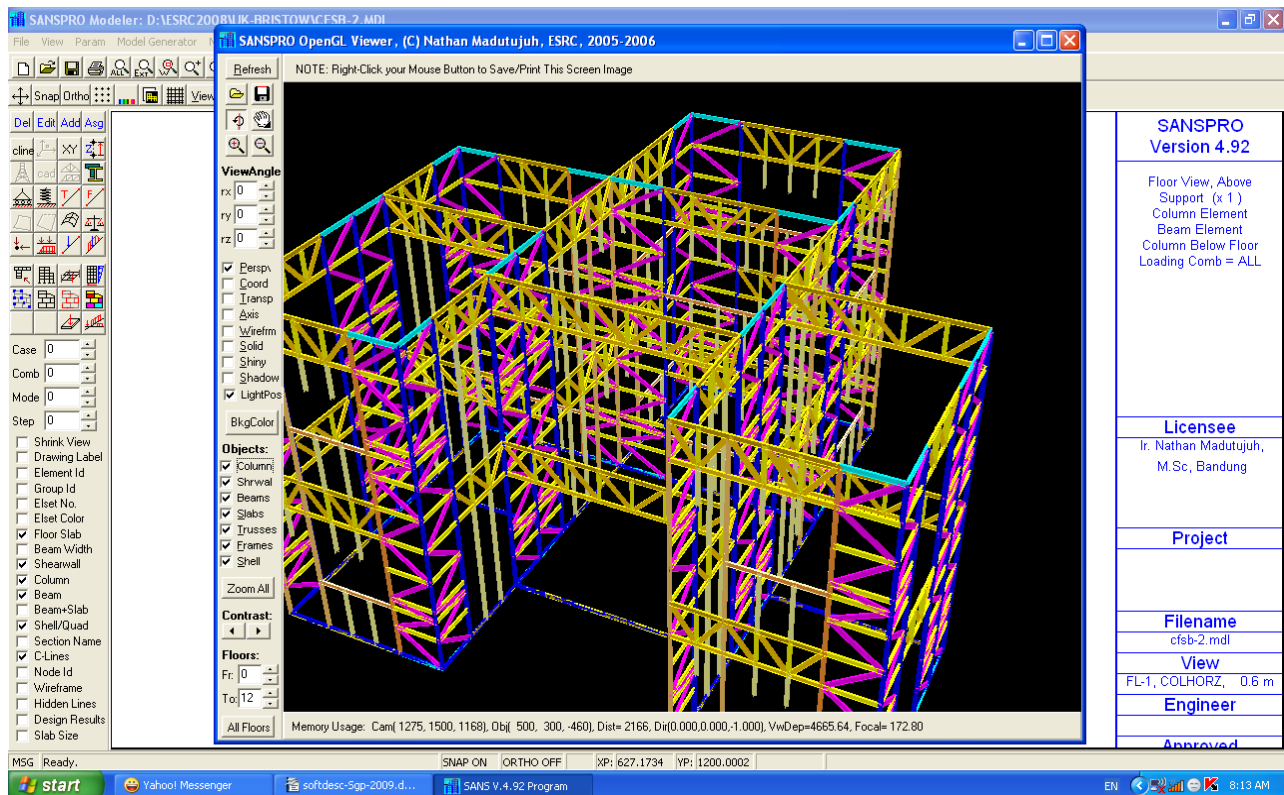 SANSPRO Modeler: D:\ESRC2008\UK-BRISTOW\CFSB-2.MDL
File View Param Model Generator
SANSPRO OpenGL Viewer, (C) Nathan Madutujuh, ESRC, 2005-2006
Refresh
NOTE: Right-Click your Mouse Button to Save/Print This Screen Image
ALL EXT
Snap Ortho View
Del Edit Add Asg
cline XY
cad
Case 0
Comb 0
Mode 0
Step 0
Shrink View
Drawing Label
Element Id
Group Id
Elset No.
Elset Color
Floor Slab
Beam Width
Shearwall
Column
Beam
Beam+Slab
Shell/Quad
Section Name
C-Lines
Node Id
Wireframe
Hidden Lines
Design Results
Slab Size
ViewAngle
rx 0
ry 0
rz 0
Perspv
Coord
Transp
Axis
Wirefrm
Solid
Shiny
Shadow
LightPos
BkgColor
Objects:
Column
Shrwal
Beams
Slabs
Trusses
Frames
Shell
Zoom All
Contrast:
Floors:
Fr: 0
To: 12
All Floors
Memory Usage: Cam( 1275, 1500, 1168), Obj( 500, 300, -460), Dist= 2166, Dir(0.000,0.000,-1.000), VwDep=4665.64, Focal= 172.80
SANSPRO
Version 4.92
Floor View, Above
Support (x 1 )
Column Element
Beam Element
Column Below Floor
Loading Comb = ALL
Licensee
Ir. Nathan Madutujuh,
M.Sc, Bandung
Project
Filename
cfsb-2.mdl
View
FL-1, COLHORZ, 0.6 m
Engineer
Approved
MSG Ready.
SNAP ON
ORTHO OFF
XP: 627.1734
YP: 1200.0002
start
Yahoo! Messenger
softdesc-Sgp-2009.d...
SANS V.4.92 Program
EN
8:13 AM